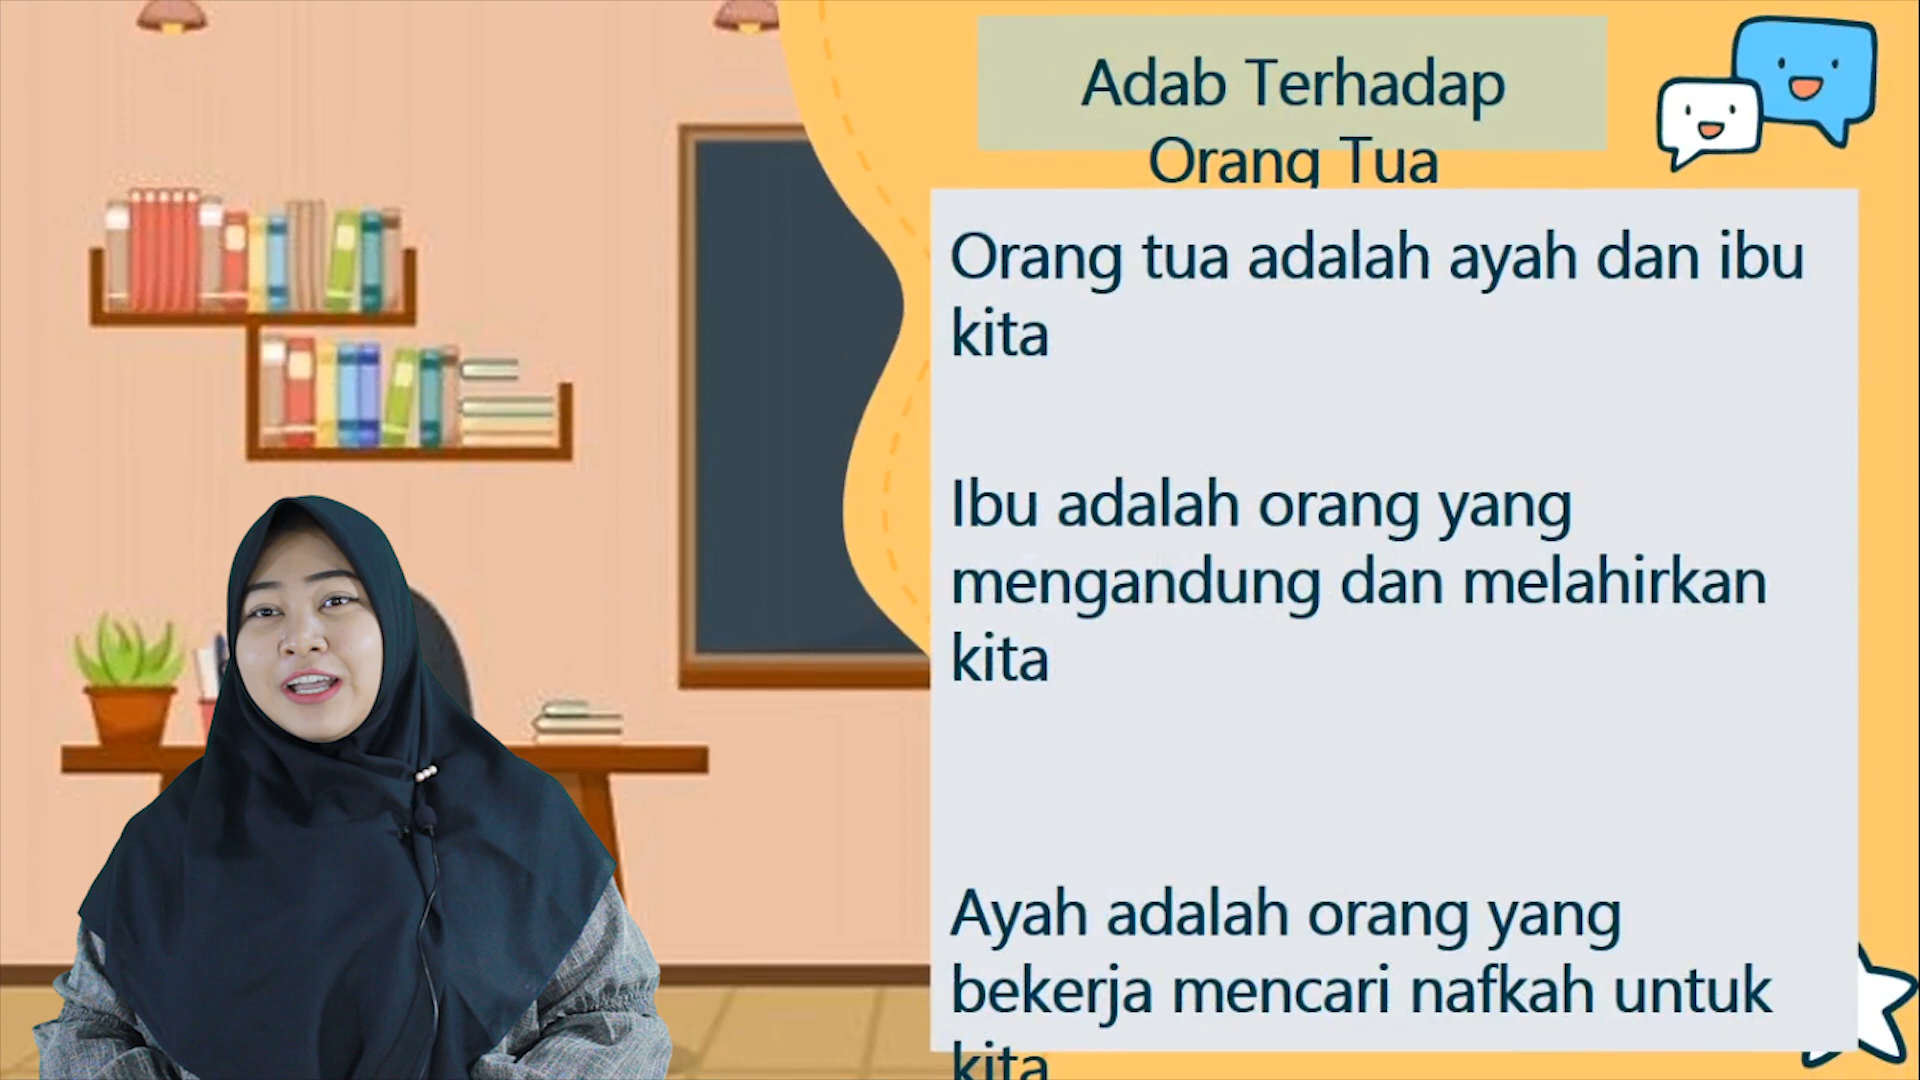 Adab Terhadap
Orang Tua
Orang tua adalah ayah dan ibu
kita
Ibu adalah orang yang
mengandung dan melahirkan
kita
Ayah adalah orang yang
bekerja mencari nafkah untuk
kita